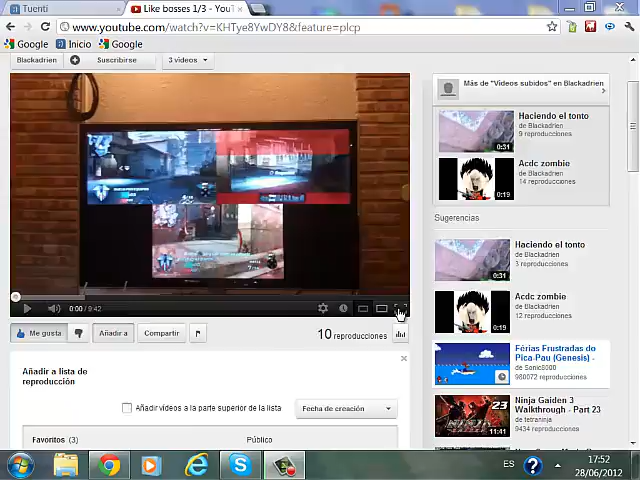 Tuenti
Like bosses 1/3 - YouT
www.youtube.com/watch?v=KHTye8YwDY8&feature=plcp
Google
Inicio
Google
Blackadrien
Suscribirse
3 videos
Más de "Videos subidos" en Blackadrien
Haciendo el tonto
de Blackadrien
9 reproducciones
0:31
Acdc zombie
de Blackadrien
14 reproducciones
0:19
Sugerencias
Haciendo el tonto
de Blackadrien
3 reproducciones
0:31
Acdc zombie
de Blackadrien
12 reproducciones
0:19
Férias Frustradas do
Pica-Pau (Genesis) -
de Sonic8000
980072 reproducciones
Ninja Gaiden 3
Walkthrough - Part 23
de tetraninja
9434 reproducciones
23
11:41
0:00 / 9:42
Me gusta
Añadir a
Compartir
10 reproducciones
Añadir a lista de
reproducción
Añadir vídeos a la parte superior de la lista
Fecha de creación
Favoritos (3)
Público
ES
17:52
28/06/2012